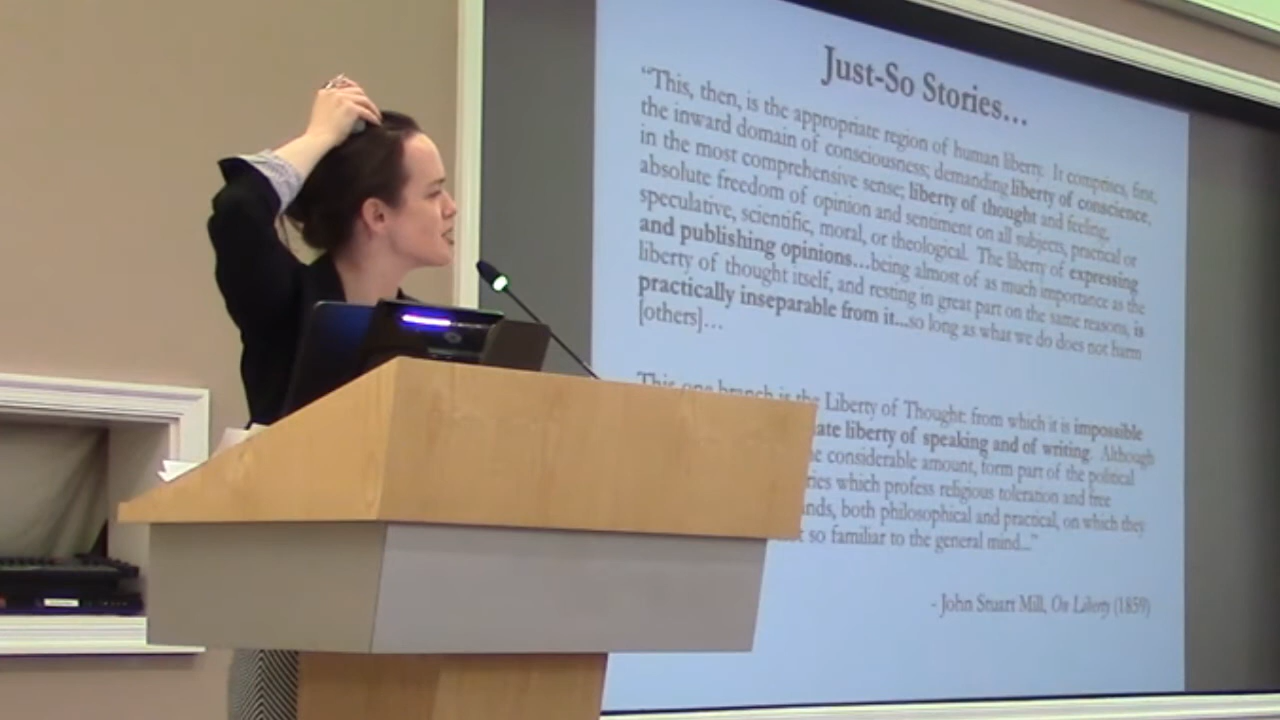 Just-So Stories...
“This, then, is the appropriate region of human liberty. It comprises, first,
the inward domain of consciousness; demanding liberty of conscience,
in the most comprehensive sense; liberty of thought and feeling,
absolute freedom of opinion and sentiment on all subjects, practical or
speculative, scientific, moral, or theological. The liberty of expressing
and publishing opinions...being almost of as much importance as the
liberty of thought itself, and resting in great part on the same reasons, is
practically inseparable from it...so long as what we do does not harm
[others]...
This one branch is the Liberty of Thought: from which it is impossible
ate liberty of speaking and of writing. Although
considerable amount, form part of the political
ries which profess religious toleration and free
nds, both philosophical and practical, on which they
t so familiar to the general mind...”
- John Stuart Mill, On Liberty (1859)